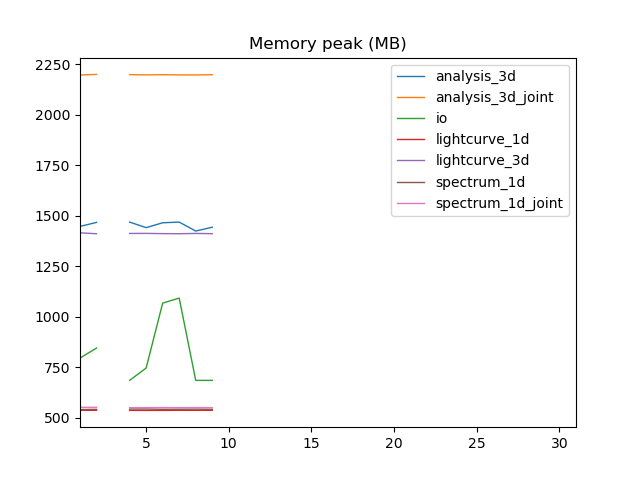 Memory peak (MB)
2250
2000
1750
1500
1250
1000
750
500
5 10 15 20 25 30
analysis_3d
analysis_3d_joint
io
lightcurve_1d
lightcurve_3d
spectrum_1d
spectrum_1d_joint